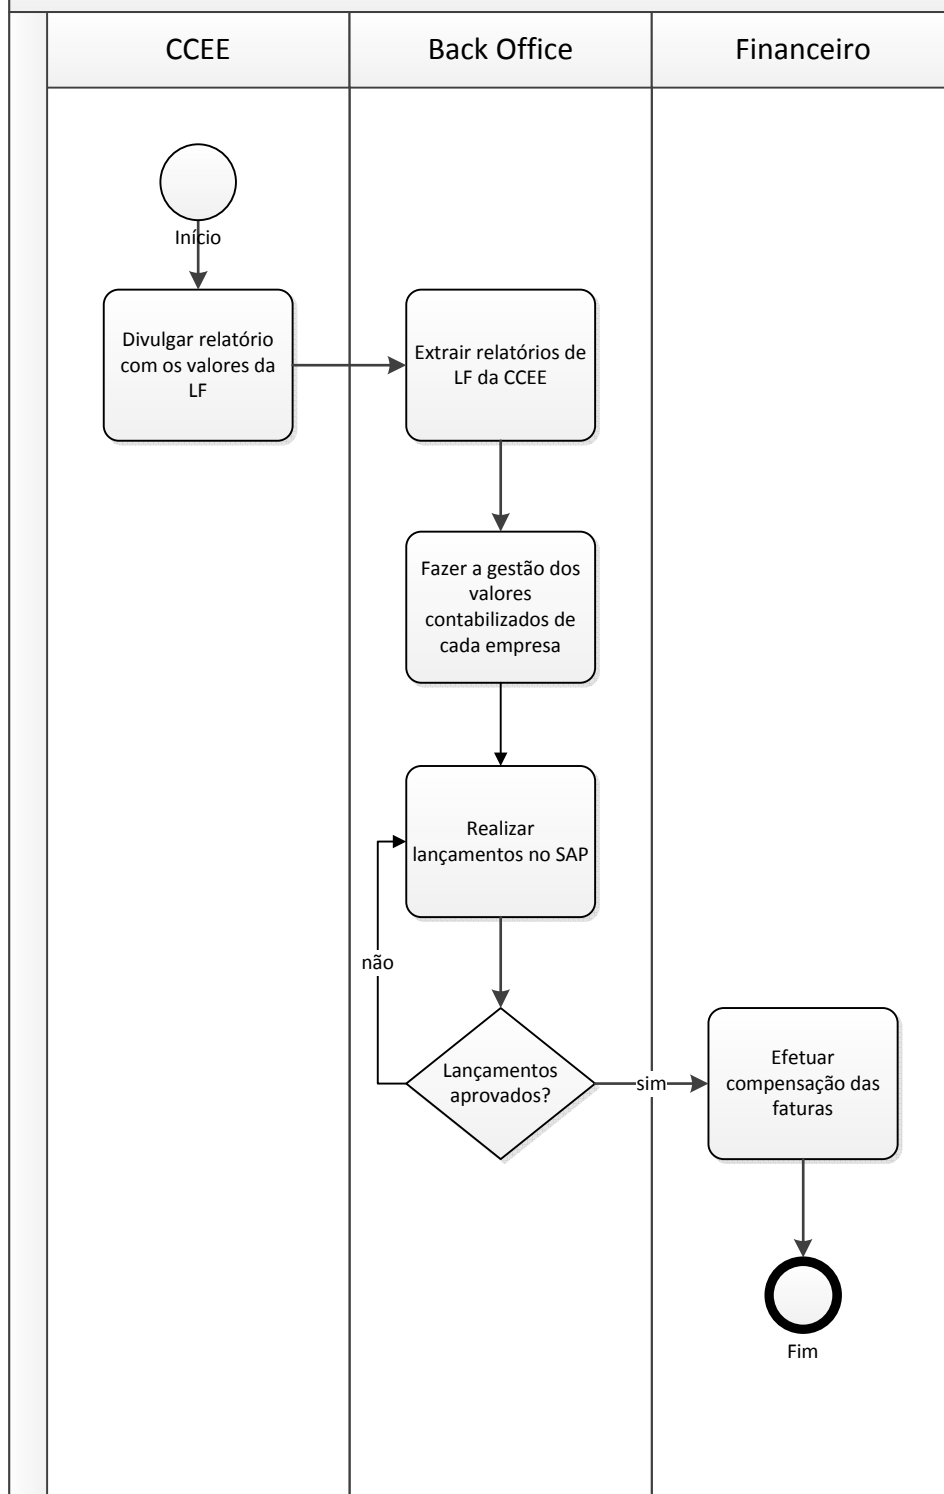 CCEE
Back Office
Financeiro
Início
Divulgar relatório
com os valores da
LF
Extrair relatórios de
LF da CCEE
Fazer a gestão dos
valores
contabilizados de
cada empresa
Realizar
lançamentos no SAP
não
Lançamentos
aprovados?
sim
Efetuar
compensação das
faturas
Fim